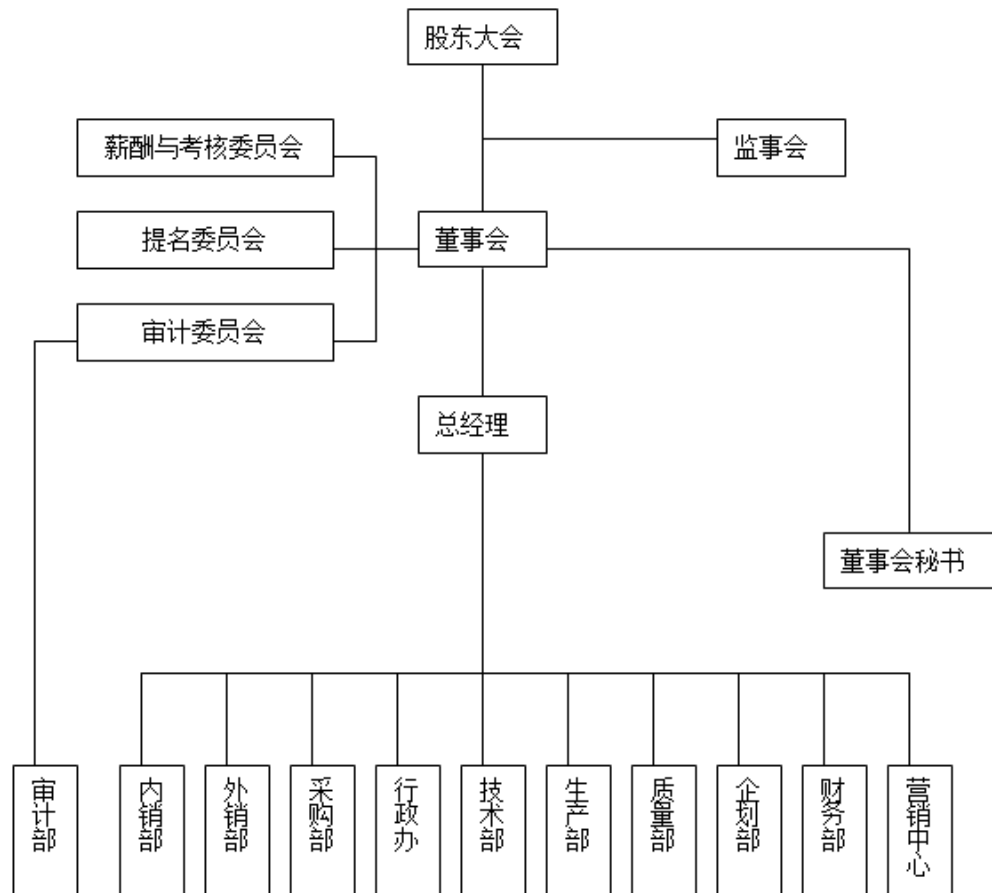 股东大会
薪酬与考核委员会
监事会
提名委员会
董事会
审计委员会
总经理
董事会秘书
审计部
内销部
外销部
采购部
行政办
技术部
生产部
质量部
企划部
财务部
营销中心